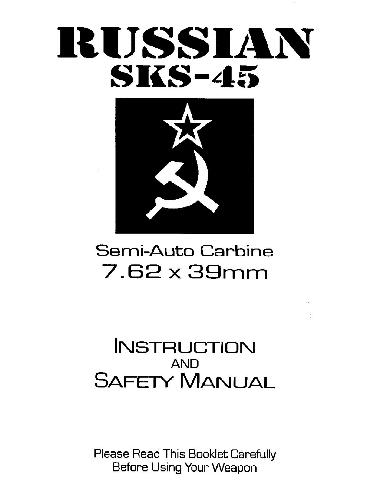 RUSSIAN
SKS-45
Semi-Auto Carbine
7.62 x 39mm
INSTRUCTION
AND
SAFETY MANUAL
Please Read This Booklet Carefully
Before Using Your Weapon